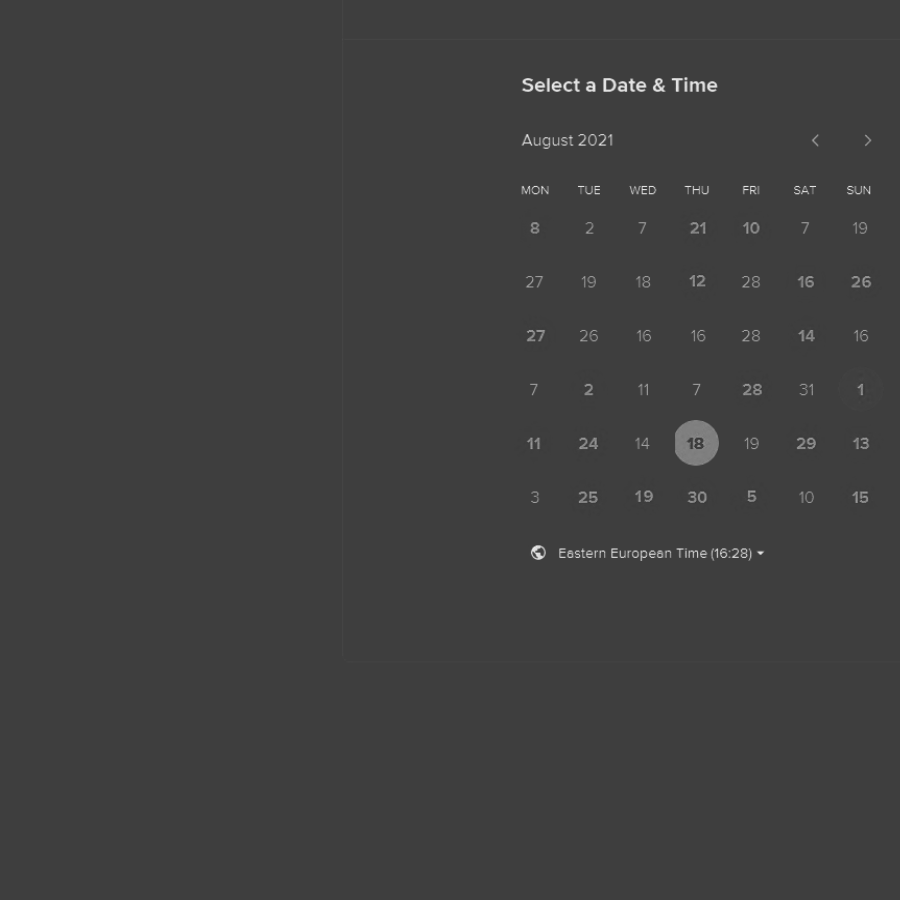 Select a Date & Time
August 2021
MON TUE WED THU FRI SAT SUN
8 2 7 21 10 7 19
27 19 18 12 28 16 26
27 26 16 16 28 14 16
7 2 11 7 28 31 1
11 24 14 18 19 29 13
3 25 19 30 5 10 15
Eastern European Time (16:28)